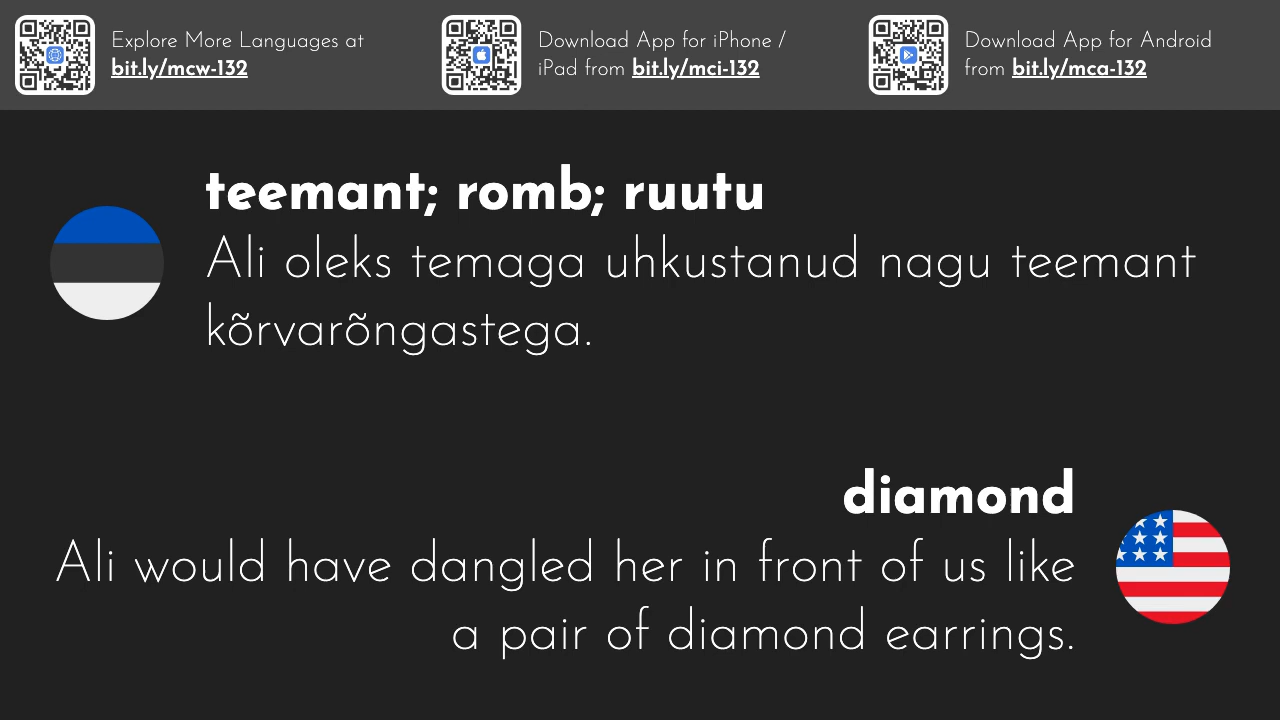 Explore More Languages at
bit.ly/mcw-132
Download App for iPhone /
iPad from bit.ly/mci-132
Download App for Android
from bit.ly/mca-132
teemant; romb; ruutu
Ali oleks temaga uhkustanud nagu teemant
kõrvarõngastega.
diamond
Ali would have dangled her in front of us like
a pair of diamond earrings.